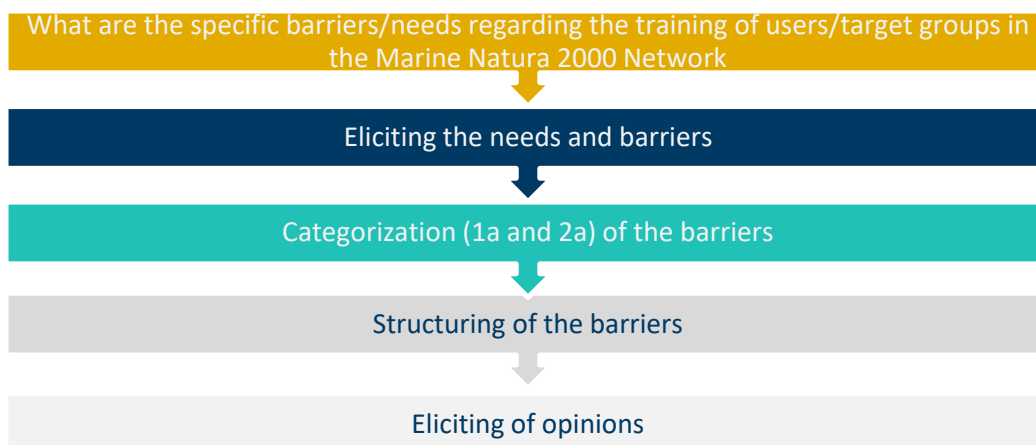 What are the specific barriers/needs regarding the training of users/target groups in
the Marine Natura 2000 Network
Eliciting the needs and barriers
Categorization (1a and 2a) of the barriers
Structuring of the barriers
Eliciting of opinions